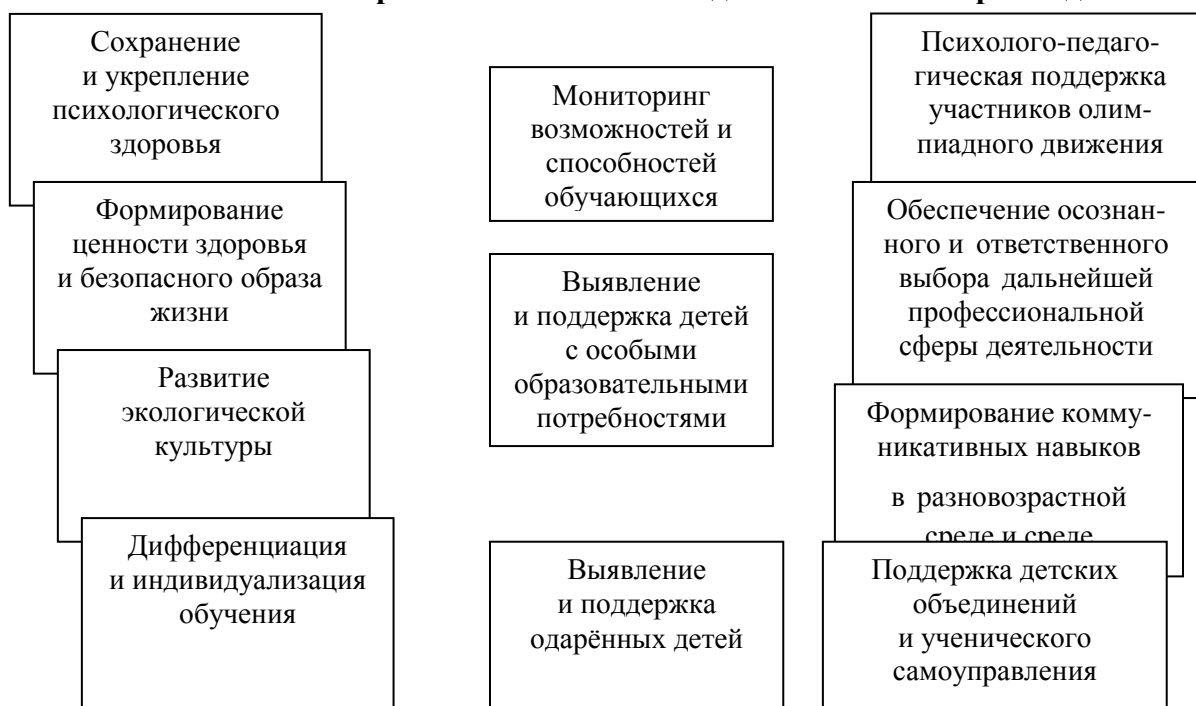 Сохранение
и укрепление
психологического
здоровья
Формирование
ценности здоровья
и безопасного образа
жизни
Развитие
экологической
культуры
Дифференциация
и индивидуализация
обучения
Мониторинг
возможностей и
способностей
обучающихся
Выявление
и поддержка детей
с особыми
образовательными
потребностями
Выявление
и поддержка
одарённых детей
Психолого-педаго-
гическая поддержка
участников олим-
пиадного движения
Обеспечение осознан-
ного и ответственного
выбора дальнейшей
профессиональной
сферы деятельности
Формирование комму-
никативных навыков
в разновозрастной
среде и среде
Поддержка детских
объединений
и ученического
самоуправления